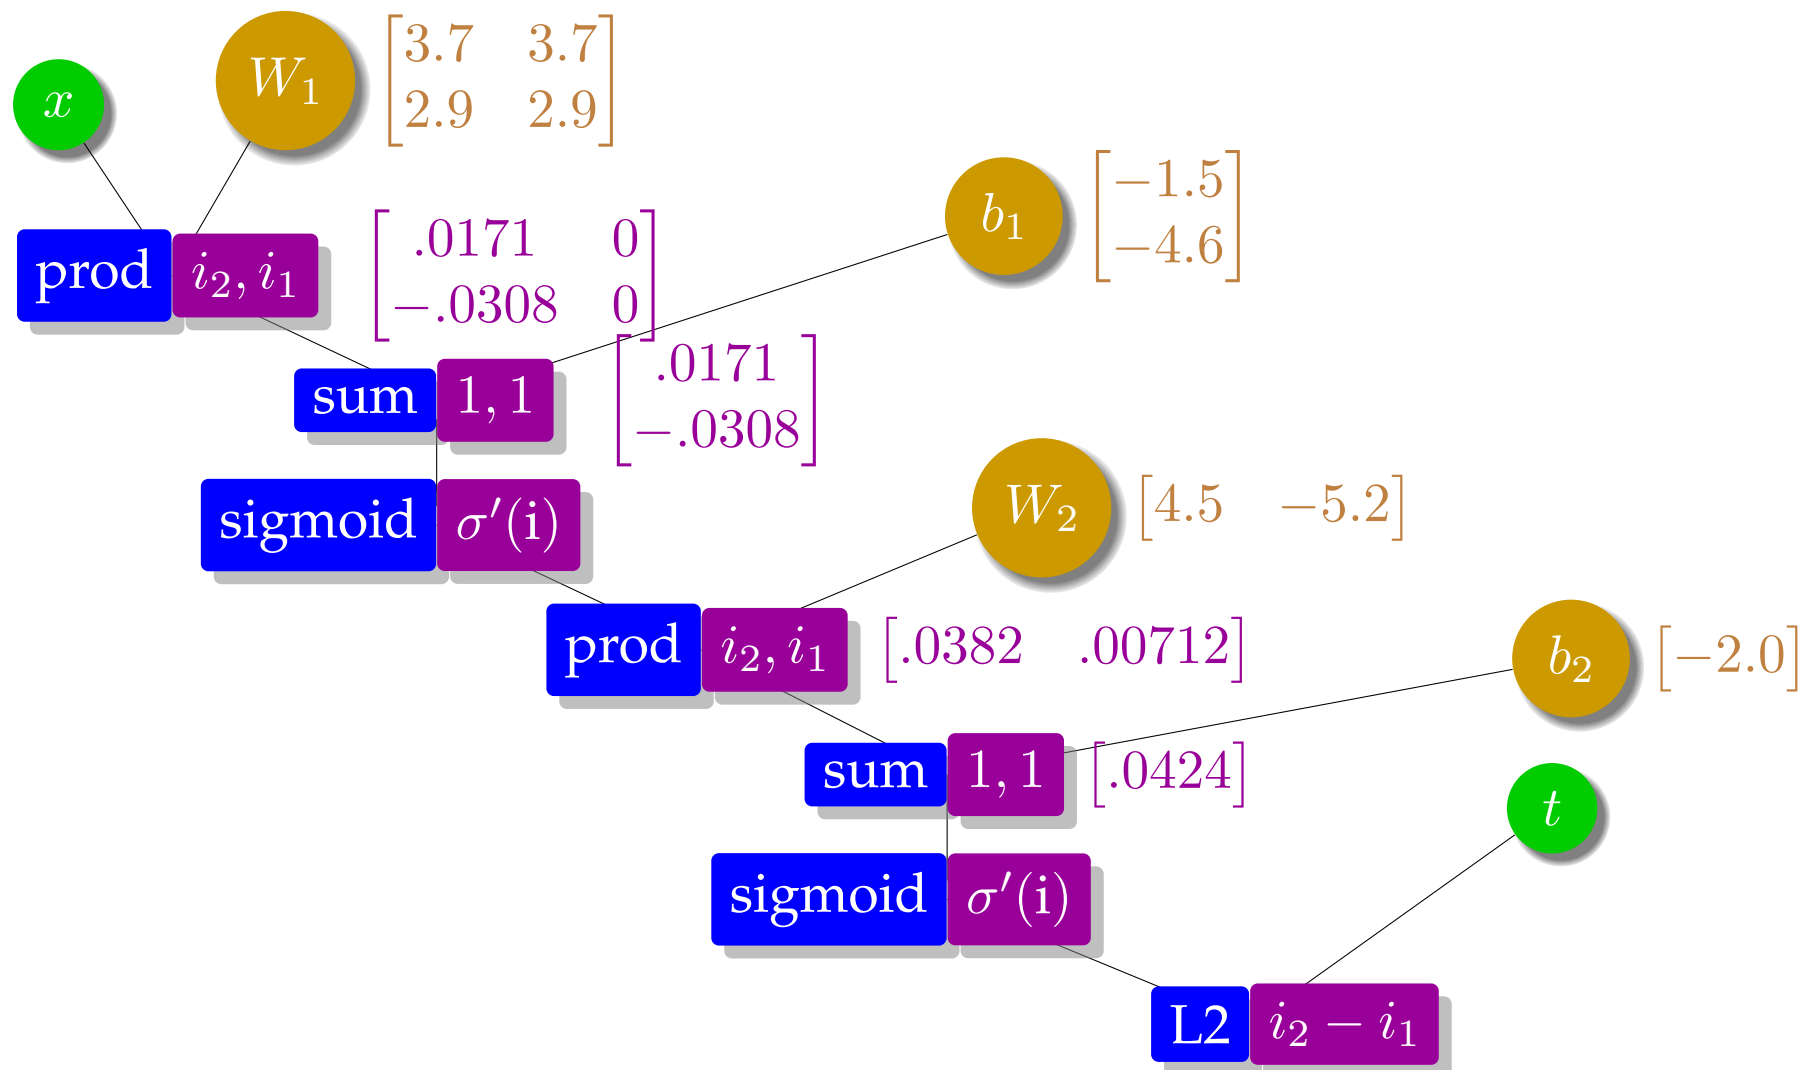 x
W₁
[3.7 3.7
2.9 2.9]
prod i₂, i₁
[.0171 0
−.0308 0]
b₁
[−1.5
−4.6]
sum 1, 1
[.0171
−.0308]
sigmoid σ′(i)
W₂ [4.5 −5.2]
prod i₂, i₁ [.0382 .00712]
b₂ [−2.0]
sum 1, 1 [.0424]
t
sigmoid σ′(i)
L2 i₂ − i₁